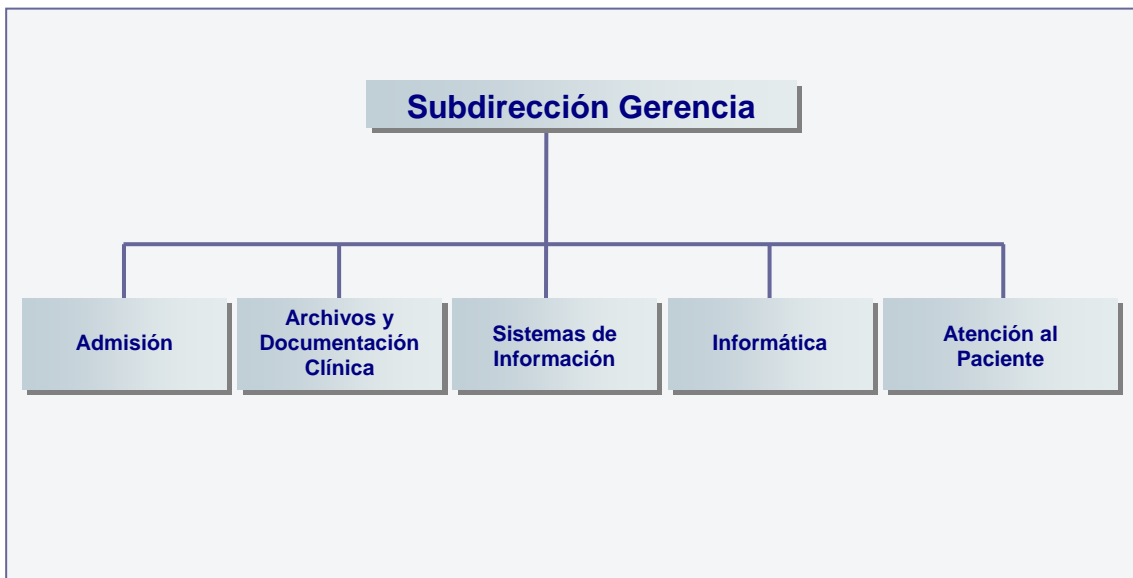 Subdirección Gerencia
Admisión
Archivos y
Documentación
Clínica
Sistemas de
Información
Informática
Atención al
Paciente